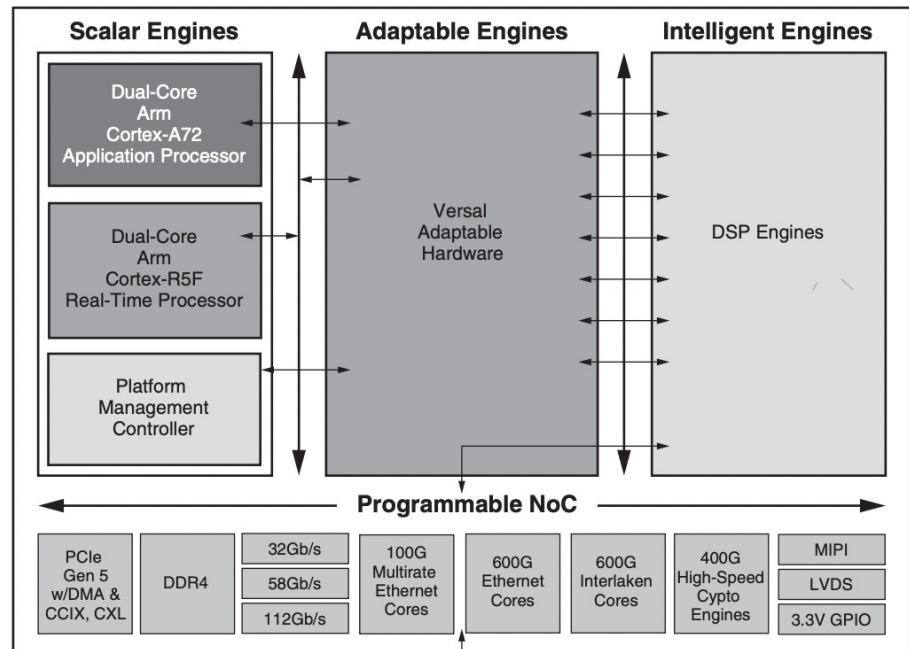 Scalar Engines
Adaptable Engines
Intelligent Engines
Dual-Core
Arm
Cortex-A72
Application Processor
Dual-Core
Arm
Cortex-R5F
Real-Time Processor
Platform
Management
Controller
Versal
Adaptable
Hardware
DSP Engines
Programmable NoC
PCIe
Gen 5
w/DMA &
CCIX, CXL
DDR4
32Gb/s
58Gb/s
112Gb/s
100G
Multirate
Ethernet
Cores
600G
Ethernet
Cores
600G
Interlaken
Cores
400G
High-Speed
Cypto
Engines
MIPI
LVDS
3.3V GPIO